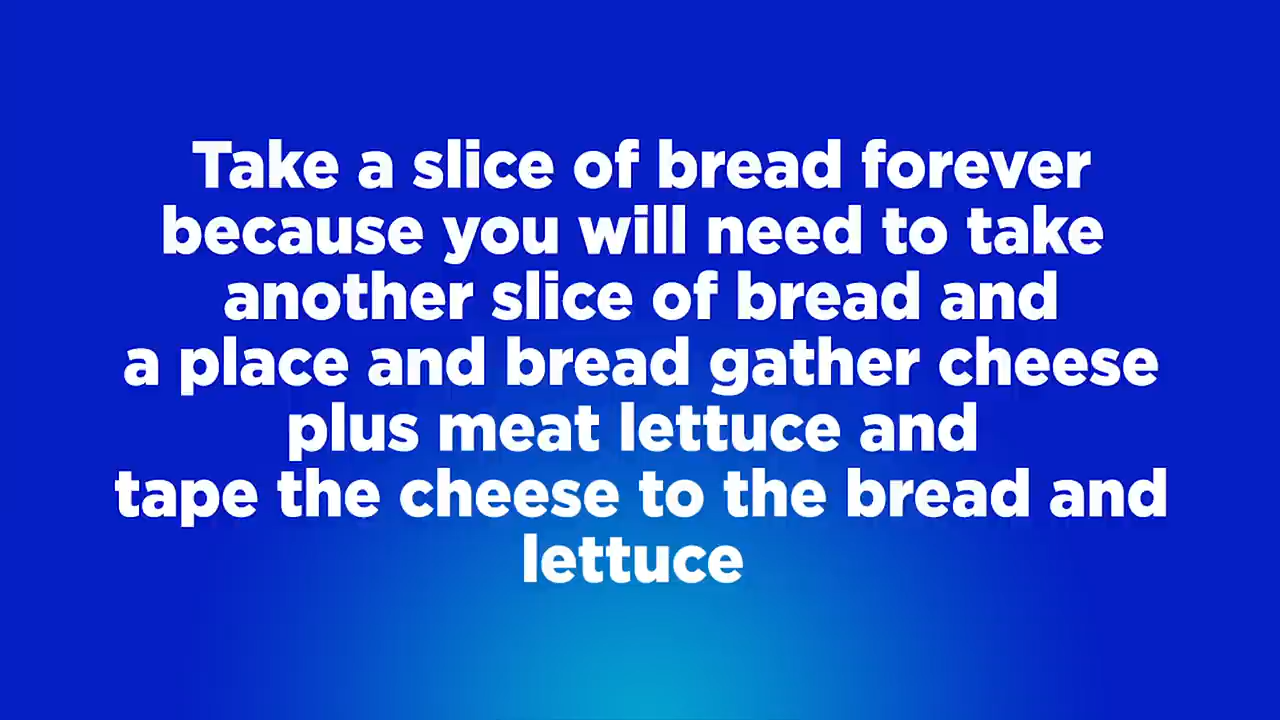 Take a slice of bread forever
because you will need to take
another slice of bread and
a place and bread gather cheese
plus meat lettuce and
tape the cheese to the bread and
lettuce